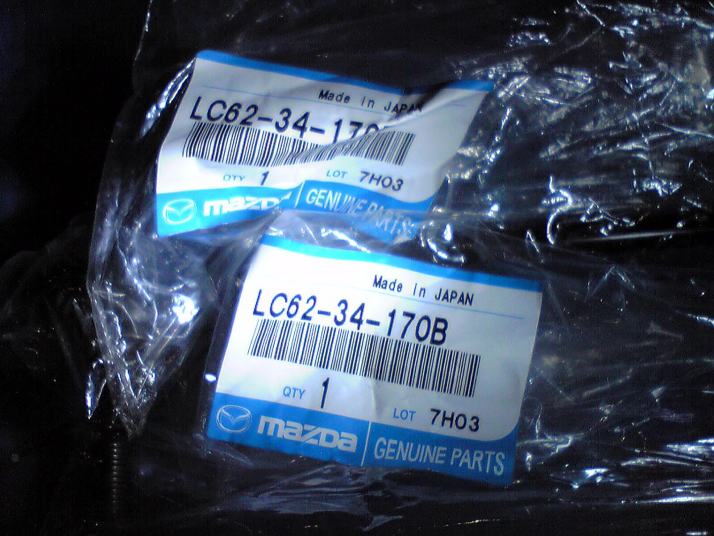 Made in JAPAN
LC62-34-170
QTY 1 LOT 7H03
mazda GENUINE PARTS
Made in JAPAN
LC62-34-170B
QTY 1 LOT 7H03
mazda GENUINE PARTS